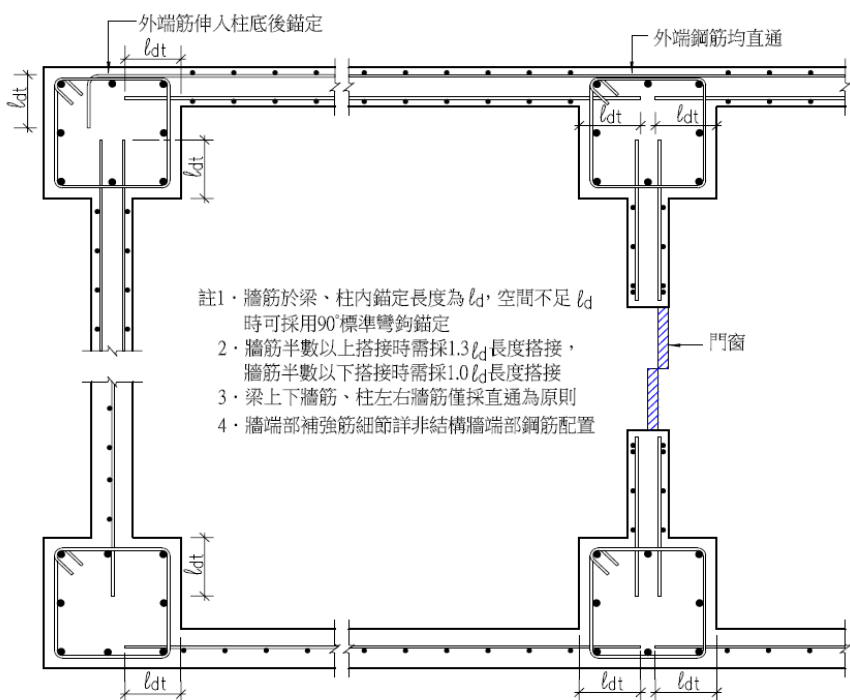 外端筋伸入柱底後錨定
外端鋼筋均直通
ℓdt
ℓdt
ℓdt
ℓdt
ℓdt
註1．牆筋於梁、柱內錨定長度為ℓd，空間不足ℓd
時可採用90°標準彎鉤錨定
2．牆筋半數以上搭接時需採1.3ℓd長度搭接，
牆筋半數以下搭接時需採1.0ℓd長度搭接
3．梁上下牆筋、柱左右牆筋僅採直通為原則
4．牆端部補強筋細節詳非結構牆端部鋼筋配置
門窗
ℓdt
ℓdt
ℓdt
ℓdt